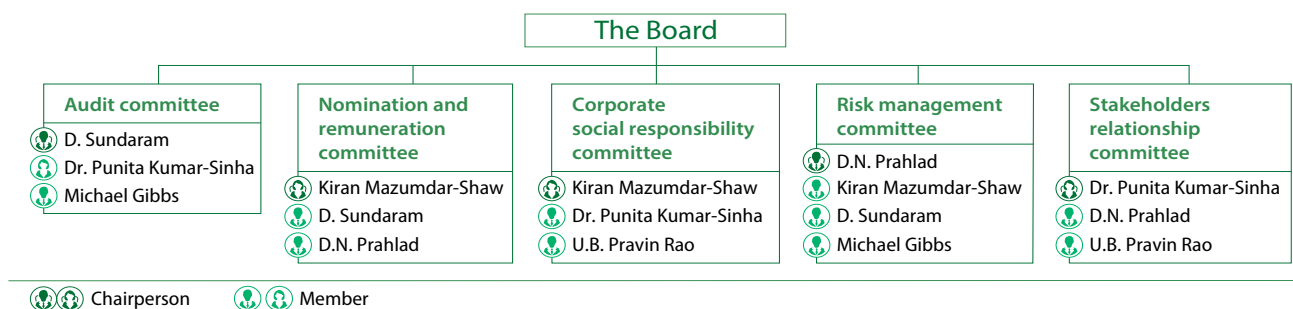 The Board
Audit committee
D. Sundaram
Dr. Punita Kumar-Sinha
Michael Gibbs
Nomination and
remuneration
committee
Kiran Mazumdar-Shaw
D. Sundaram
D.N. Prahlad
Corporate
social responsibility
committee
Kiran Mazumdar-Shaw
Dr. Punita Kumar-Sinha
U.B. Pravin Rao
Risk management
committee
D.N. Prahlad
Kiran Mazumdar-Shaw
D. Sundaram
Michael Gibbs
Stakeholders
relationship
committee
Dr. Punita Kumar-Sinha
D.N. Prahlad
U.B. Pravin Rao
Chairperson
Member